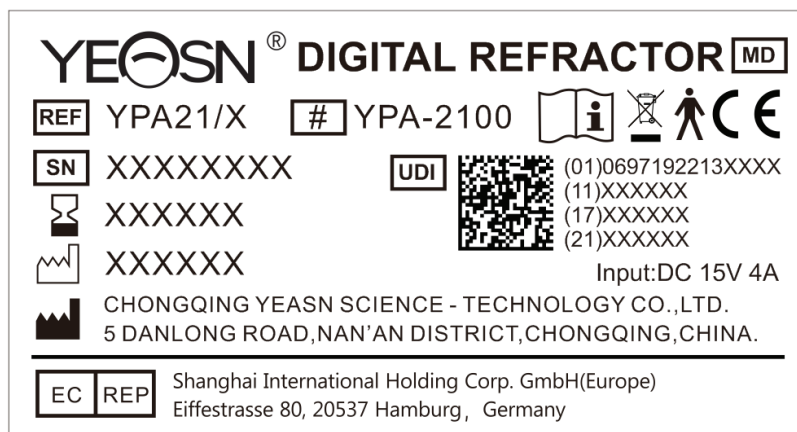 YEASN® DIGITAL REFRACTOR MD
REF YPA21/X # YPA-2100 i CE
SN XXXXXXXX
UDI (01)0697192213XXXX
(11)XXXXXX
XXXXXX (17)XXXXXX
(21)XXXXXX
XXXXXX Input:DC 15V 4A
CHONGQING YEASN SCIENCE - TECHNOLOGY CO.,LTD.
5 DANLONG ROAD,NAN'AN DISTRICT,CHONGQING,CHINA.
EC REP Shanghai International Holding Corp. GmbH(Europe)
Eiffestrasse 80, 20537 Hamburg, Germany